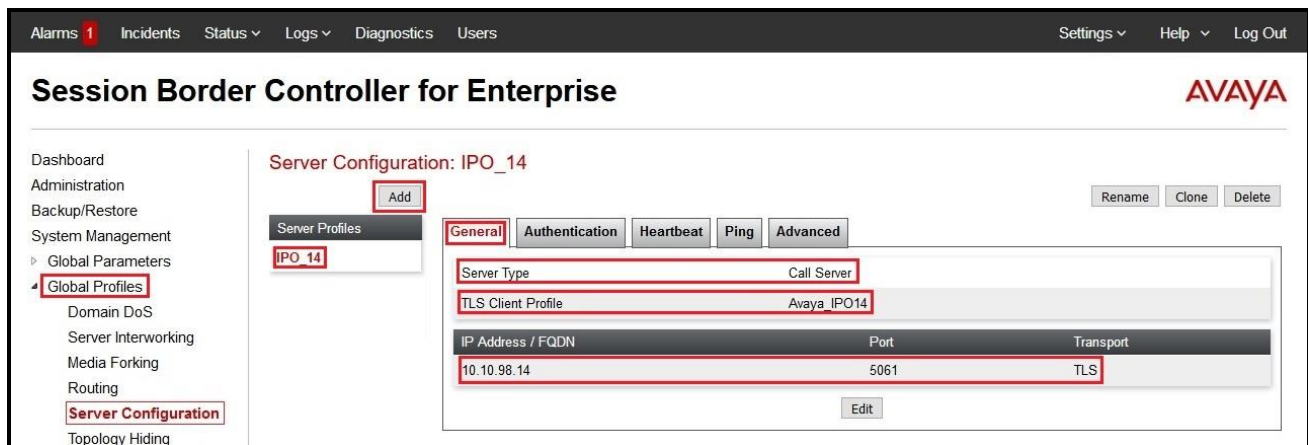 Alarms 1 Incidents Status Logs Diagnostics Users Settings Help Log Out
Session Border Controller for Enterprise
AVAYA
Dashboard
Administration
Backup/Restore
System Management
Global Parameters
Global Profiles
Domain DoS
Server Interworking
Media Forking
Routing
Server Configuration
Topology Hiding
Server Configuration: IPO_14
Add
Rename Clone Delete
Server Profiles
IPO_14
General Authentication Heartbeat Ping Advanced
Server Type Call Server
TLS Client Profile Avaya_IPO14
IP Address / FQDN Port Transport
10.10.98.14 5061 TLS
Edit